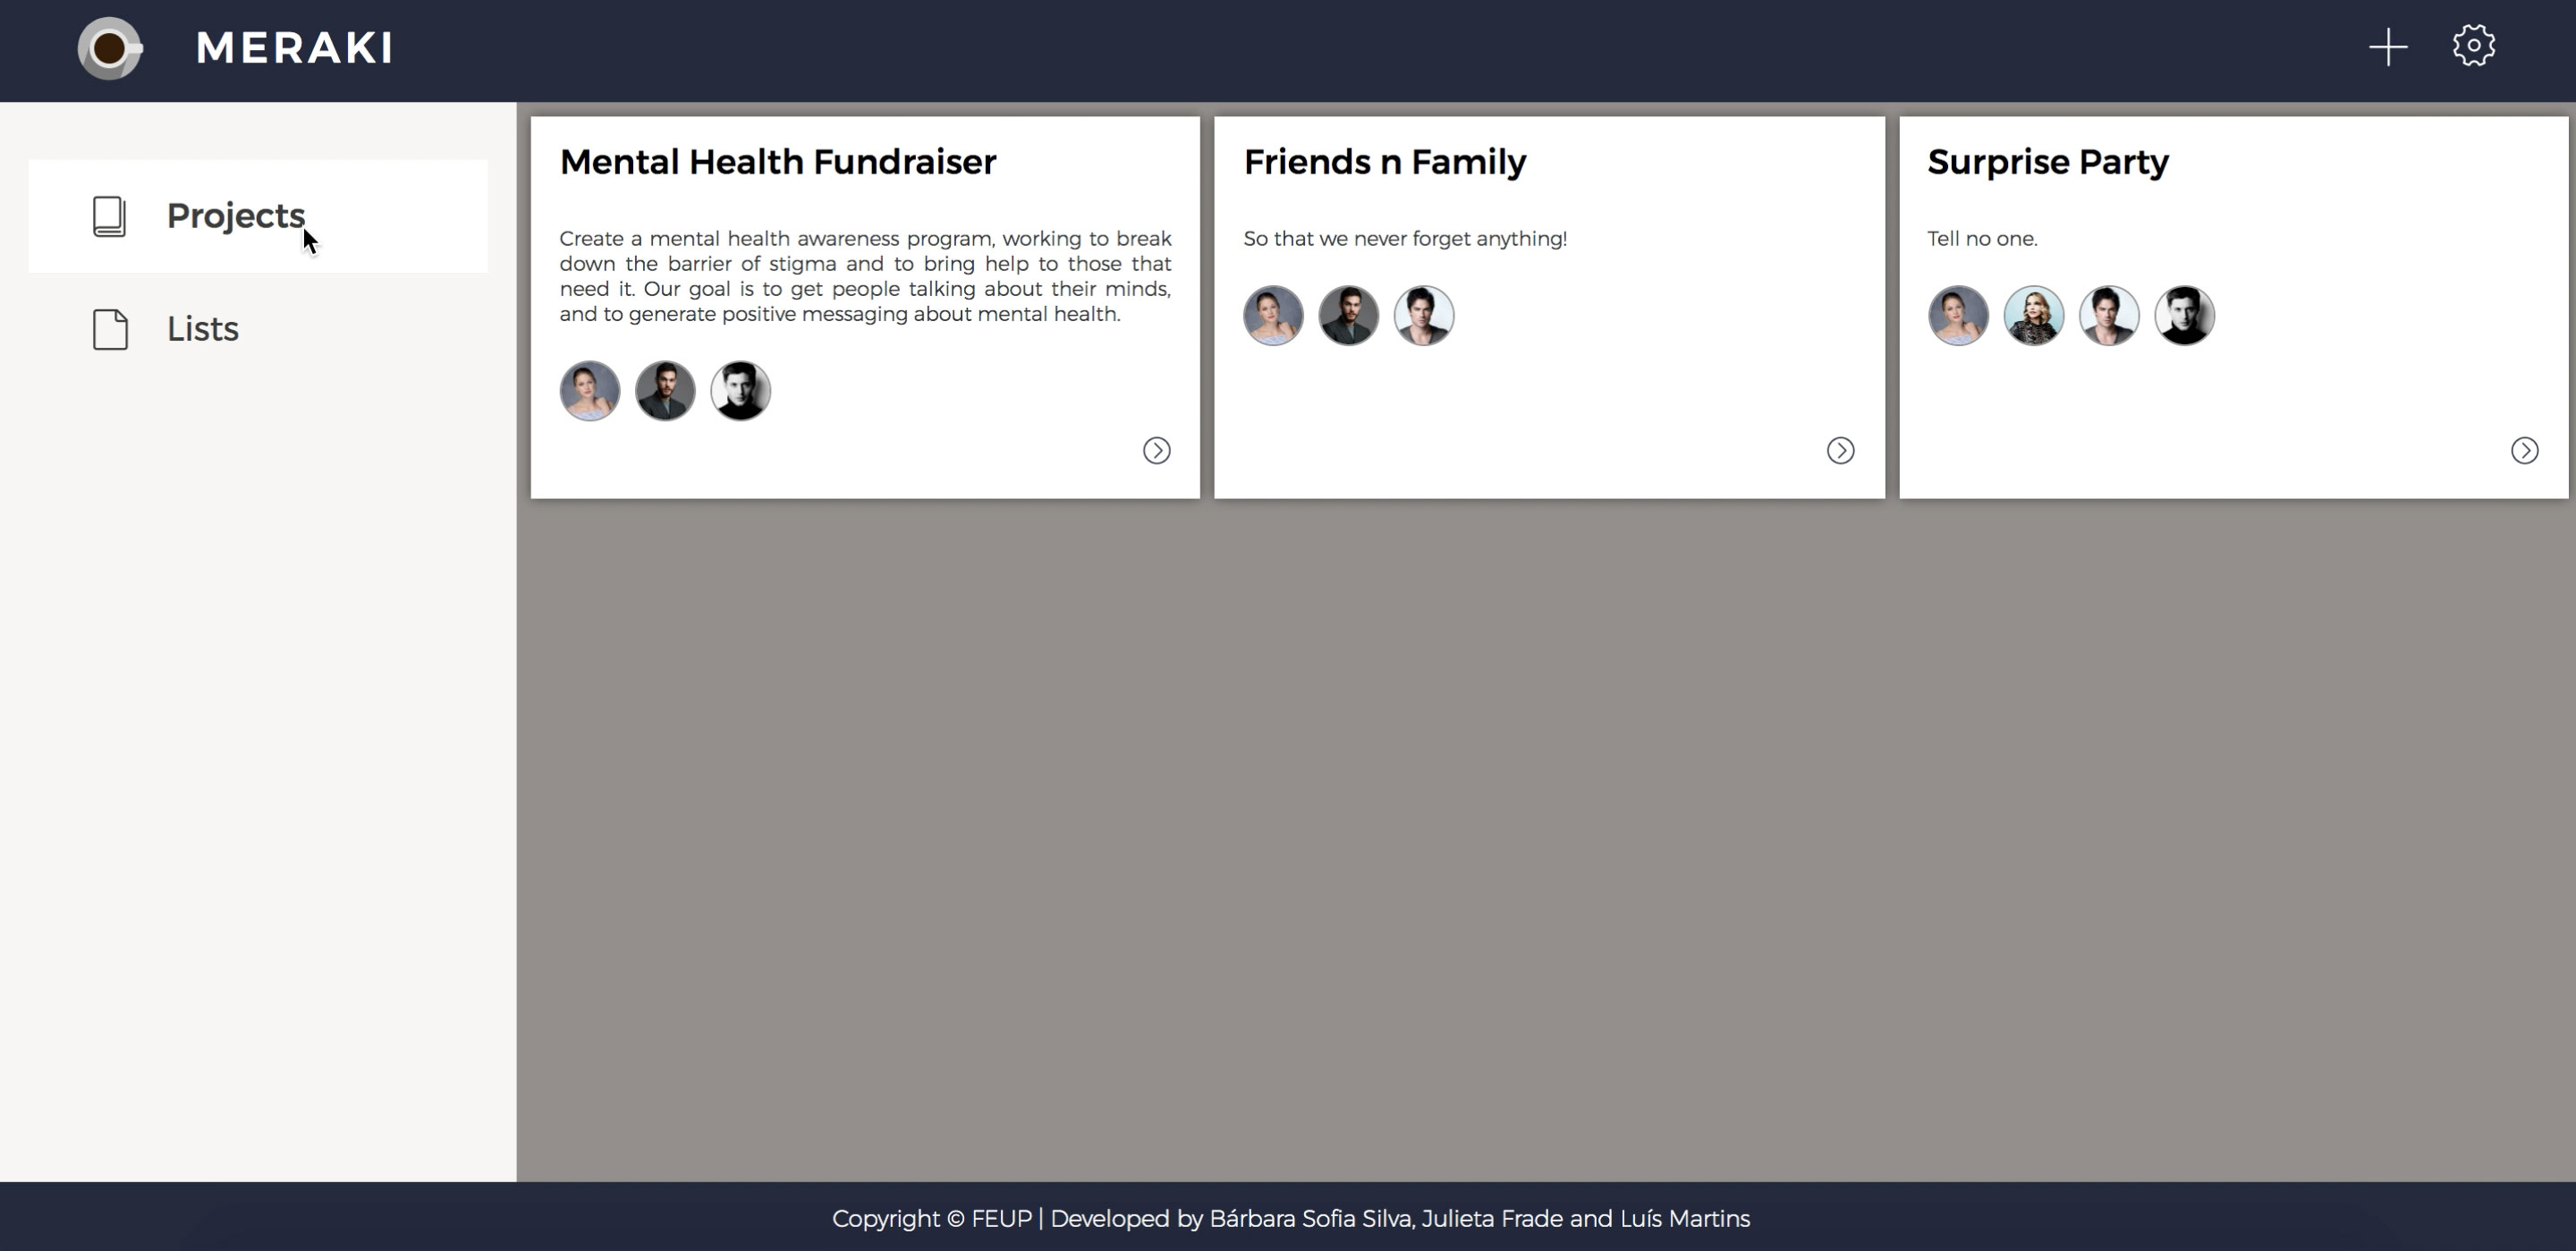 MERAKI
Projects
Lists
Mental Health Fundraiser
Create a mental health awareness program, working to break
down the barrier of stigma and to bring help to those that
need it. Our goal is to get people talking about their minds,
and to generate positive messaging about mental health.
Friends n Family
So that we never forget anything!
Surprise Party
Tell no one.
Copyright © FEUP | Developed by Bárbara Sofia Silva, Julieta Frade and Luís Martins